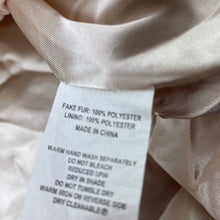 FAKE FUR: 100% POLYESTER
LINING: 100% POLYESTER
MADE IN CHINA
WARM HAND WASH SEPARATELY
DO NOT BLEACH
REDUCED SPIN
DRY IN SHADE
DO NOT TUMBLE DRY
WARM IRON ON REVERSE SIDE
DRY CLEANABLE